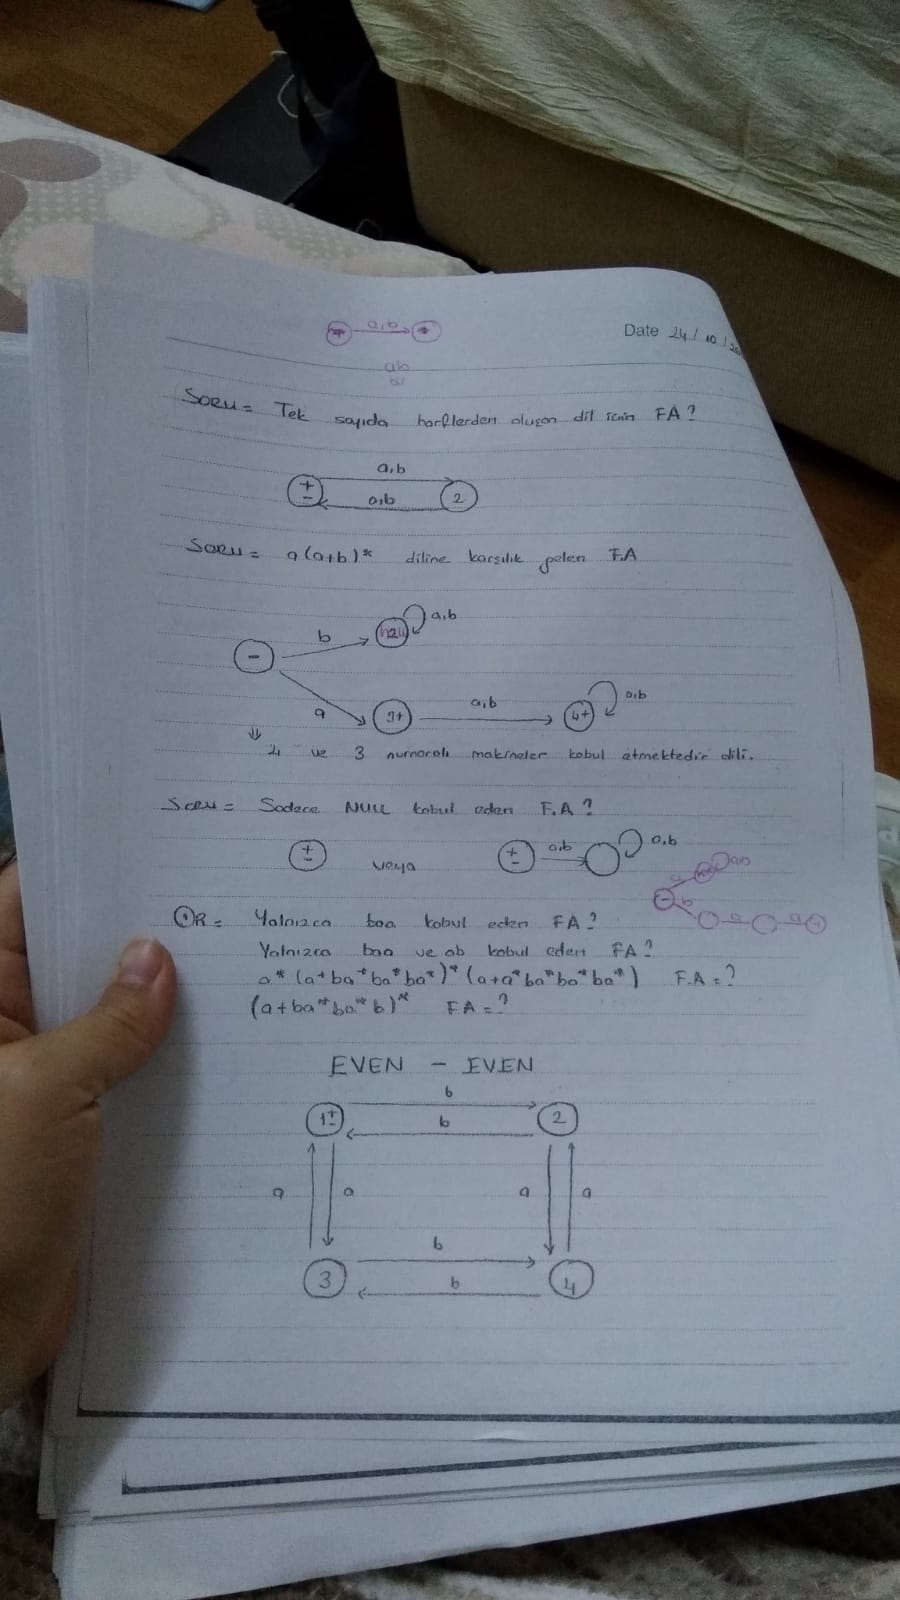 a,b
Date 24/10/20
ab
Soru = Tek sayıda harflerden oluşan dil için FA?
a,b
+
-
a,b
2
Soru = a(a+b)* diline karşılık gelen FA
a,b
b
-
a
3+
a,b
4+
a,b
4 ve 3 numaralı makineler kabul etmektedir dili.
Soru = Sadece NULL kabul eden F.A?
±
veya
±
a,b
a,b
a
a,b
-
b
a
a
+
ÖR = Yalnızca baa kabul eden FA?
Yalnızca baa ve ab kabul eden FA?
a* (a*ba*ba*ba*)* (a+a*ba*ba*ba*) F.A = ?
(a+ba*ba*b)* FA = ?
EVEN - EVEN
b
1±
2
b
a
a
a
a
b
3
4
b